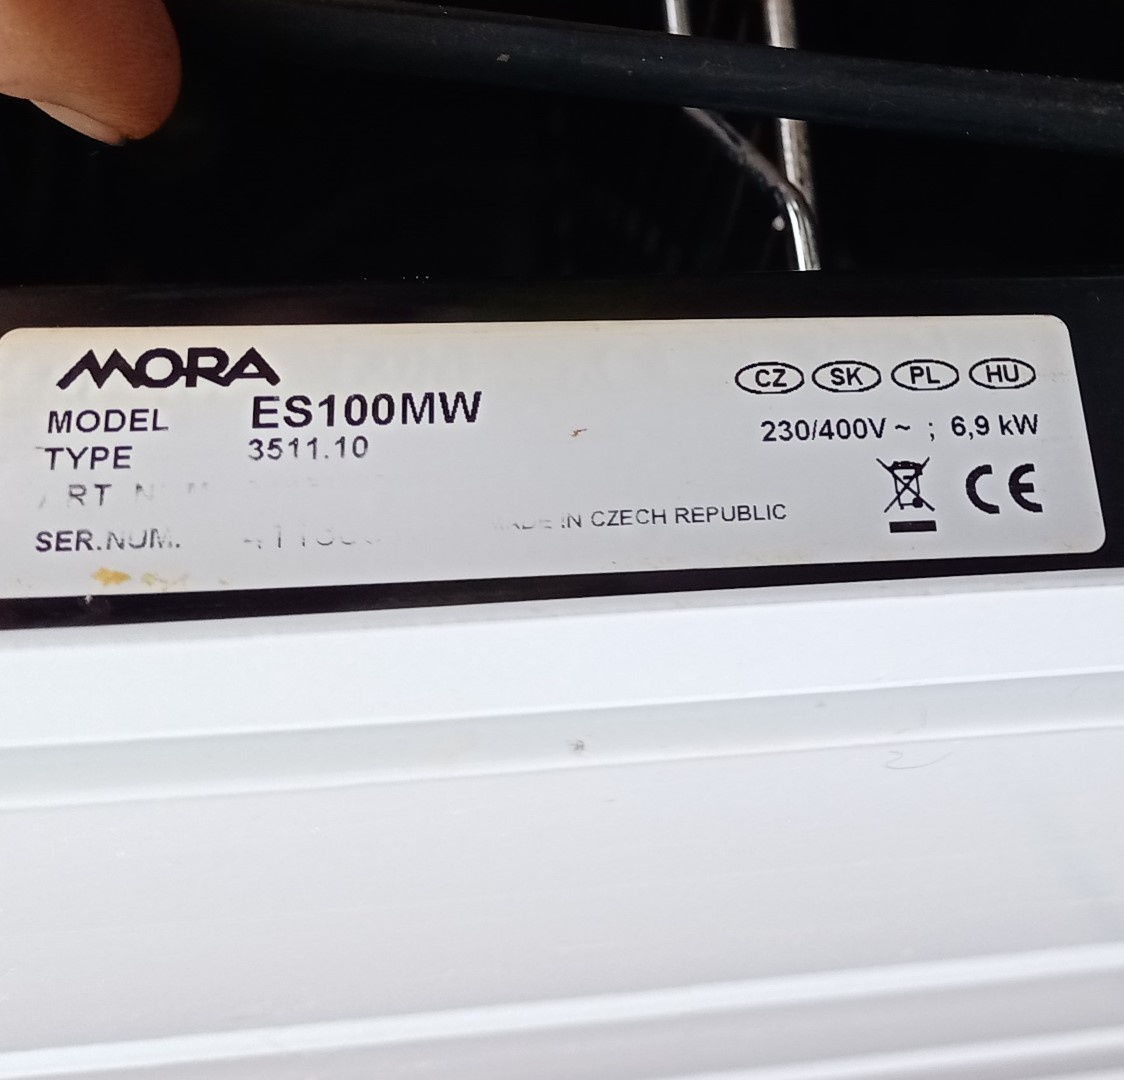 MORA
MODEL ES100MW
TYPE 3511.10
SER.NUM.
CZ SK PL HU
230/400V ~ ; 6,9 kW
IN CZECH REPUBLIC
CE